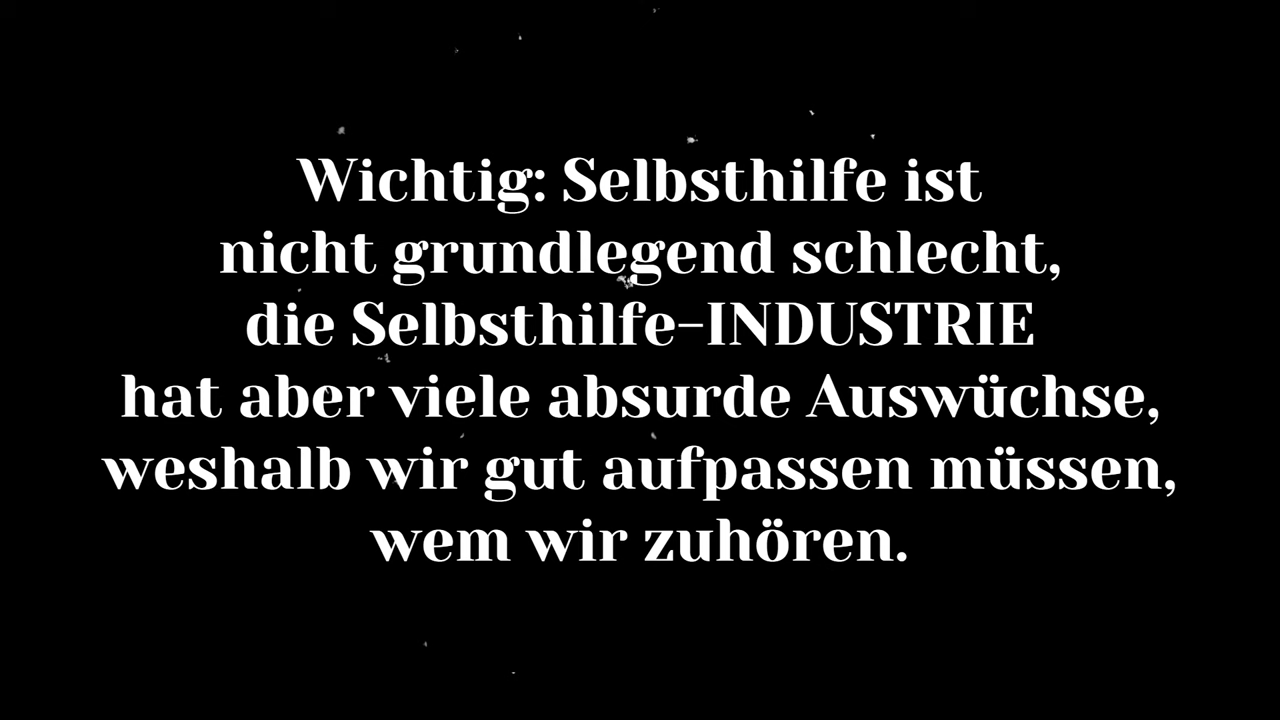 Wichtig: Selbsthilfe ist
nicht grundlegend schlecht,
die Selbsthilfe-INDUSTRIE
hat aber viele absurde Auswüchse,
weshalb wir gut aufpassen müssen,
wem wir zuhören.